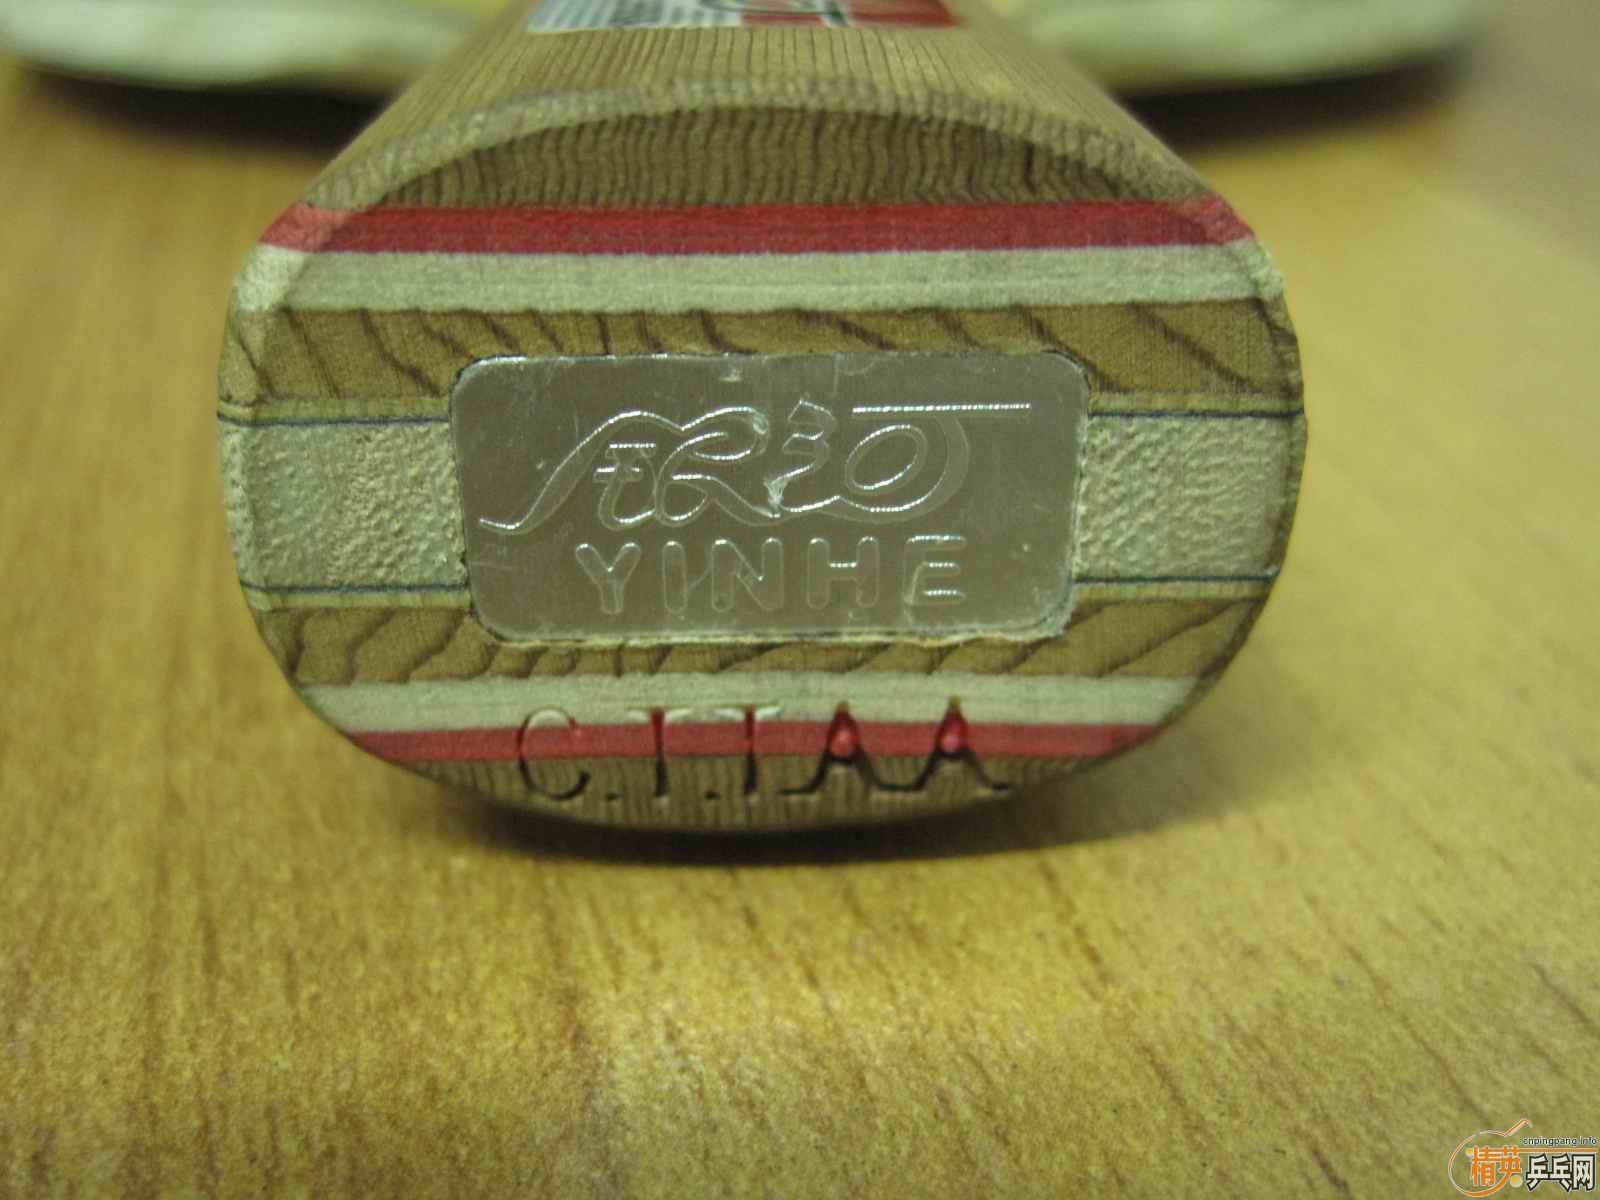 YINHE
C.T.T.A.A
cnpingpang.info
精英乒乓网